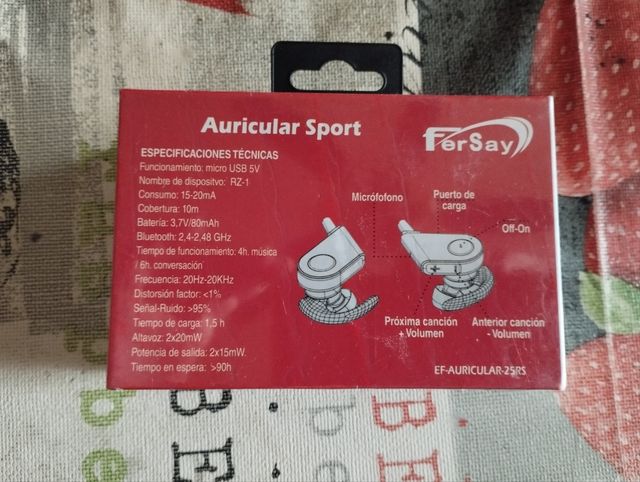 Auricular Sport
FerSay
ESPECIFICACIONES TÉCNICAS
Funcionamiento: micro USB 5V
Nombre de dispositvo: RZ-1
Consumo: 15-20mA
Cobertura: 10m
Batería: 3,7V/80mAh
Bluetooth: 2,4-2,48 GHz
Tiempo de funcionamiento: 4h. música
/ 6h. conversación
Frecuencia: 20Hz-20KHz
Distorsión factor: <1%
Señal-Ruido: >95%
Tiempo de carga: 1,5 h
Altavoz: 2x20mW
Potencia de salida: 2x15mW.
Tiempo en espera: >90h
Micrófofono
Puerto de
carga
Off-On
Próxima canción
+ Volumen
Anterior canción
- Volumen
EF-AURICULAR-25RS